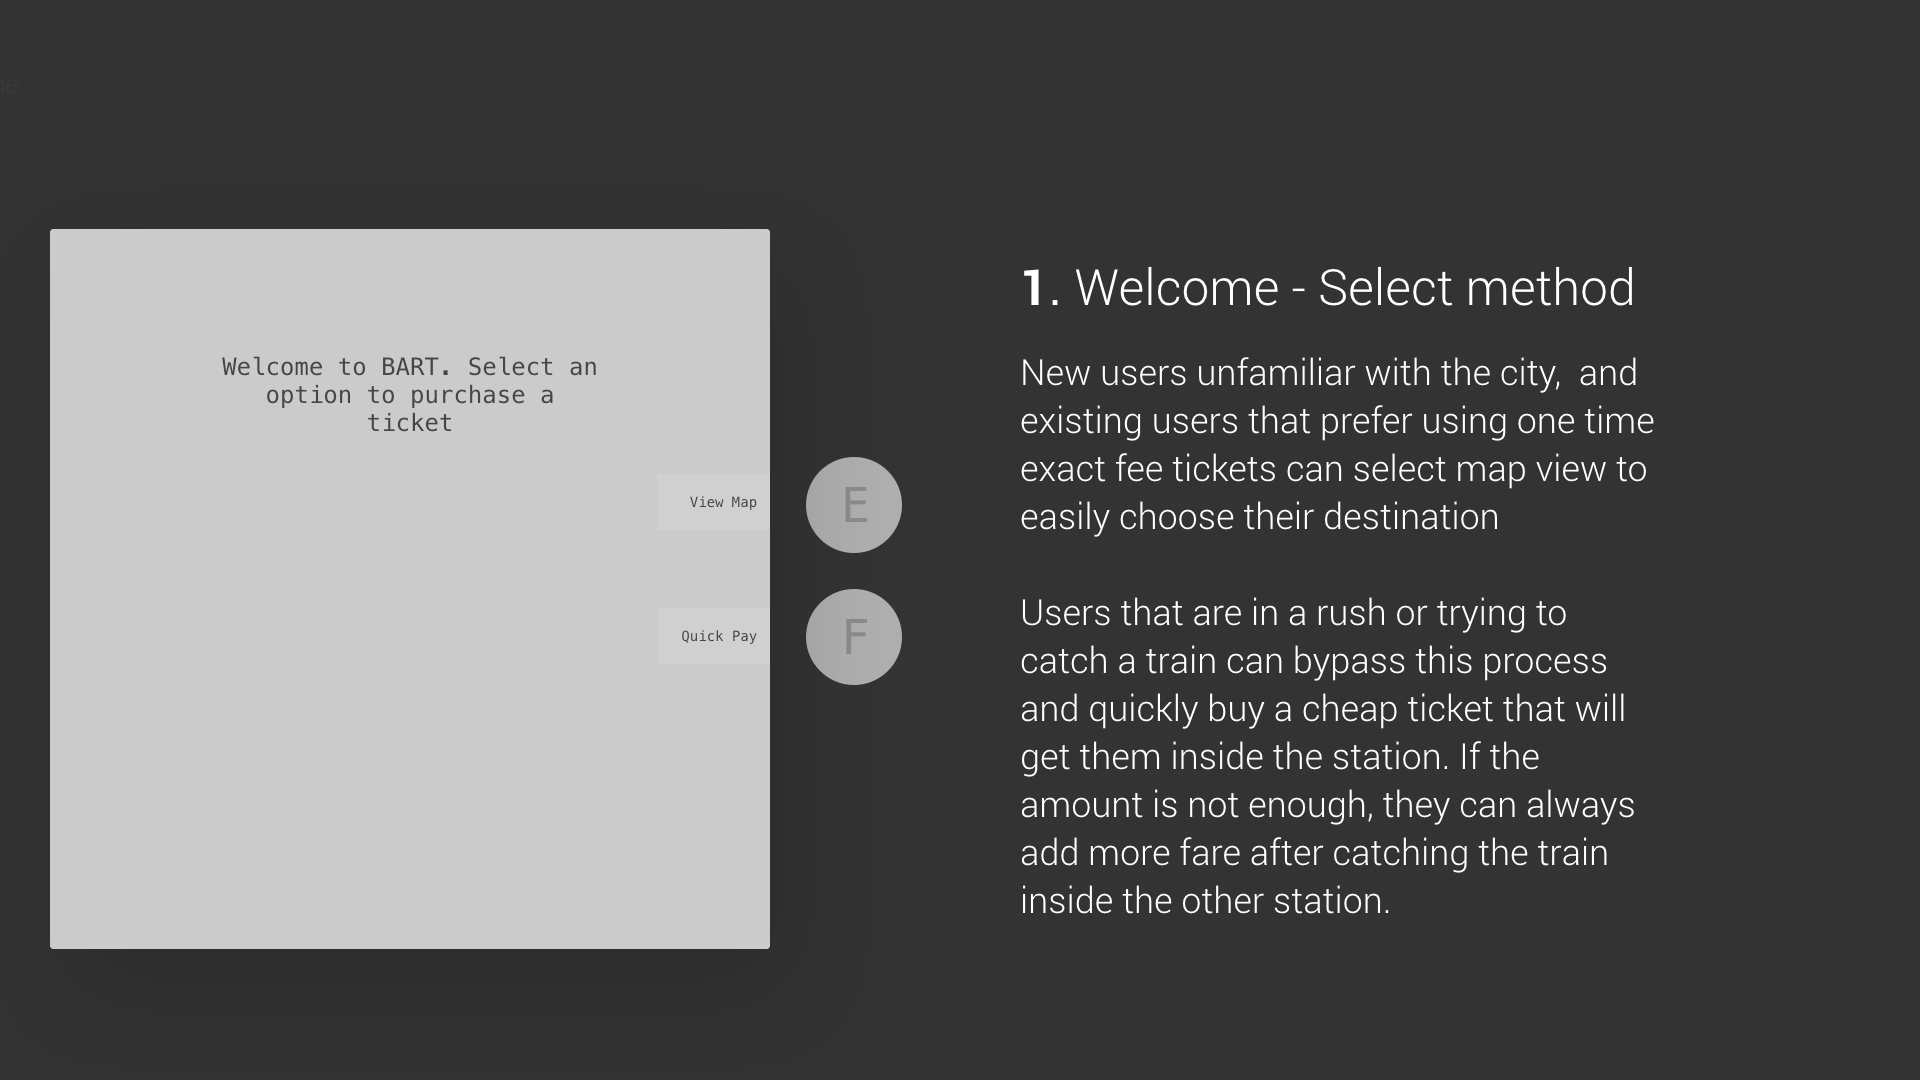 Welcome to BART. Select an
option to purchase a
ticket
View Map
E
Quick Pay
F
1. Welcome - Select method
New users unfamiliar with the city,  and
existing users that prefer using one time
exact fee tickets can select map view to
easily choose their destination
Users that are in a rush or trying to
catch a train can bypass this process
and quickly buy a cheap ticket that will
get them inside the station. If the
amount is not enough, they can always
add more fare after catching the train
inside the other station.